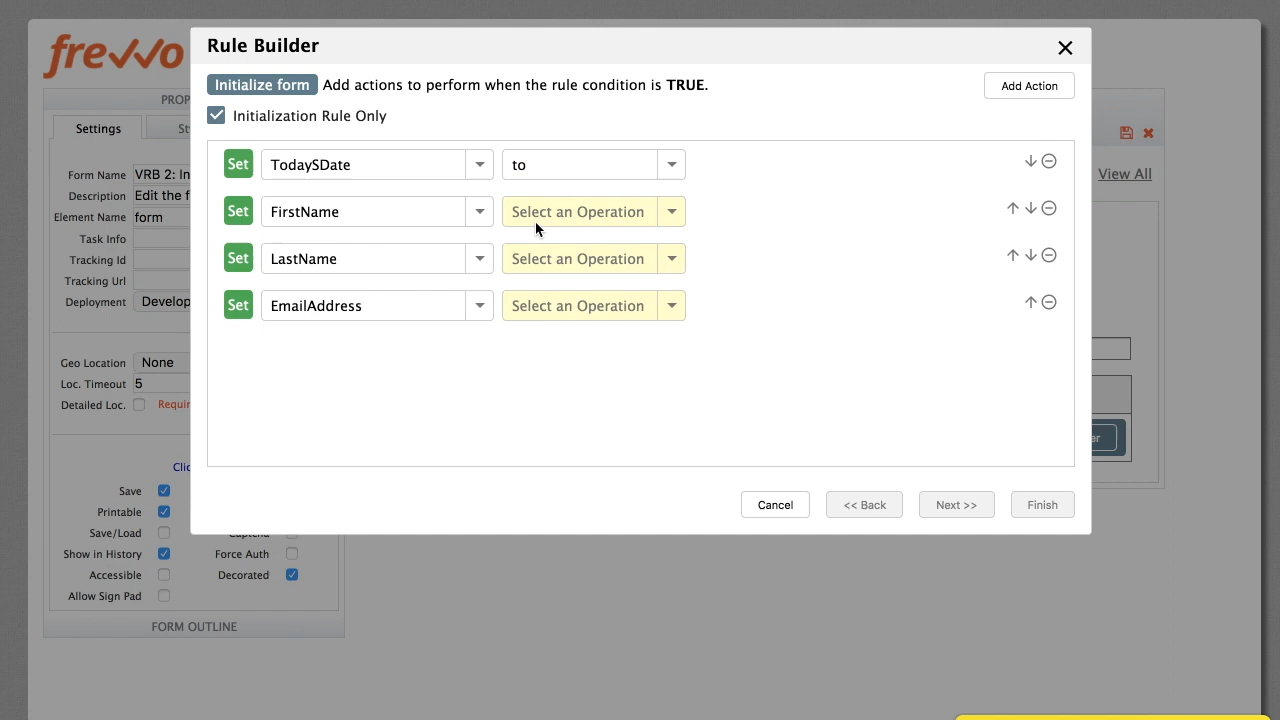 frevvo
Rule Builder
Initialize form Add actions to perform when the rule condition is TRUE.
Add Action
Initialization Rule Only
Set TodaySDate to
Set FirstName Select an Operation
Set LastName Select an Operation
Set EmailAddress Select an Operation
Cancel << Back Next >> Finish
PROP
Settings St
Form Name VRB 2: In
Description Edit the f
Element Name form
Task Info
Tracking Id
Tracking Url
Deployment Develop
Geo Location None
Loc. Timeout 5
Detailed Loc. Requir
Clic
Save
Printable
Save/Load Captcha
Show in History Force Auth
Accessible Decorated
Allow Sign Pad
FORM OUTLINE
View All
er